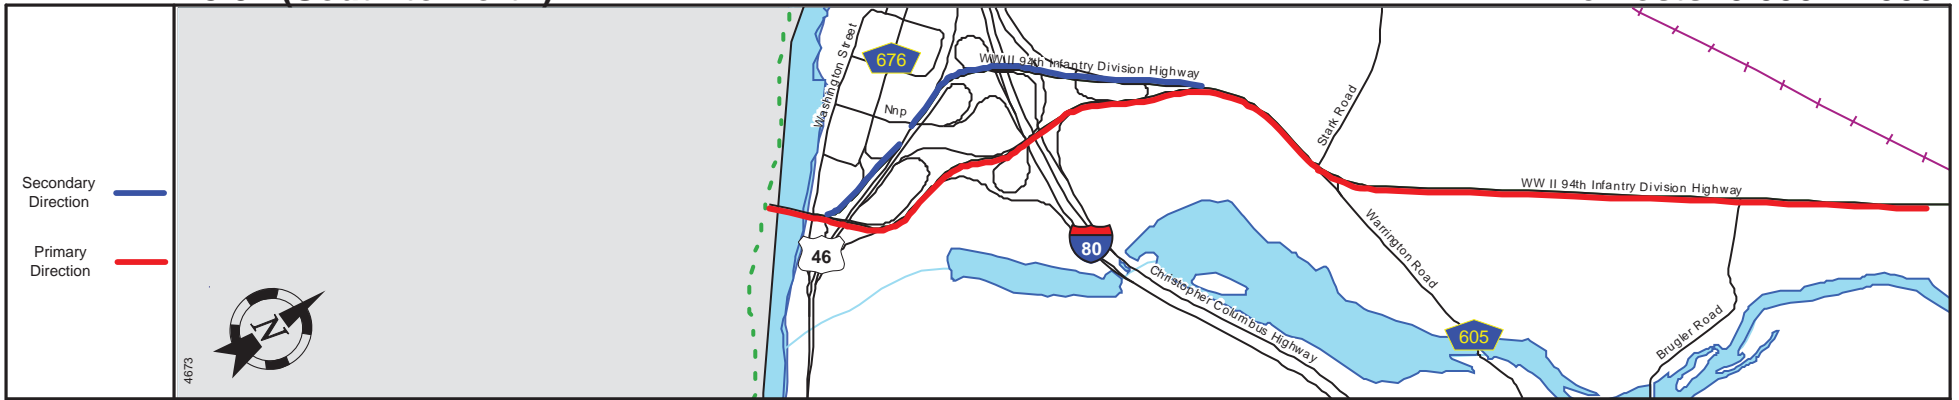 Secondary
Direction
Primary
Direction
4673
N
Washington Street
676
Nnp
46
WW II 94th Infantry Division Highway
80
Christopher Columbus Highway
Stark Road
Warrington Road
605
WW II 94th Infantry Division Highway
Brugler Road